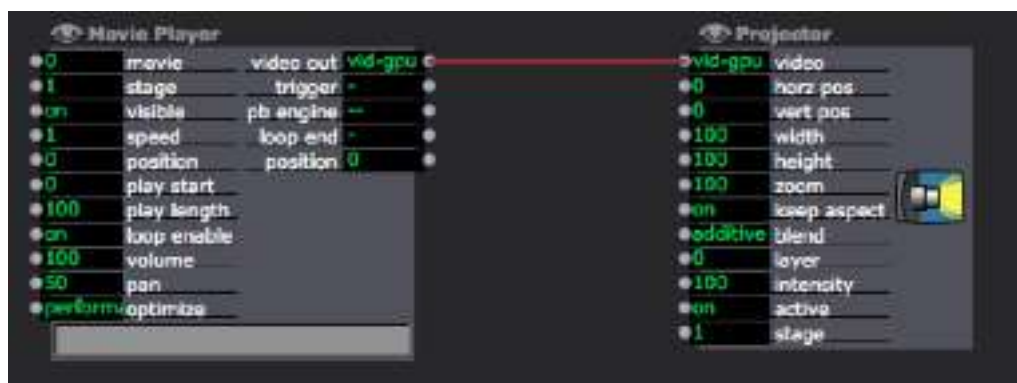 Movie Player
0 movie video out vid-gpu
1 stage trigger -
on visible pb engine --
1 speed loop end -
0 position position 0
0 play start
100 play length
on loop enable
100 volume
50 pan
perform optimize
Projector
vid-gpu video
0 horz pos
0 vert pos
100 width
100 height
100 zoom
on keep aspect
additive blend
0 layer
100 intensity
on active
1 stage